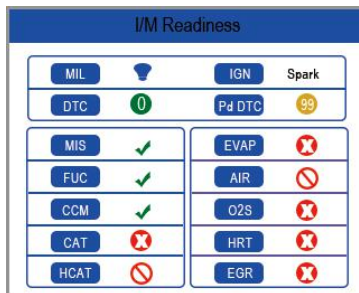 I/M Readiness
MIL IGN Spark
DTC 0 Pd DTC 99
MIS EVAP
FUC AIR
CCM O2S
CAT HRT
HCAT EGR